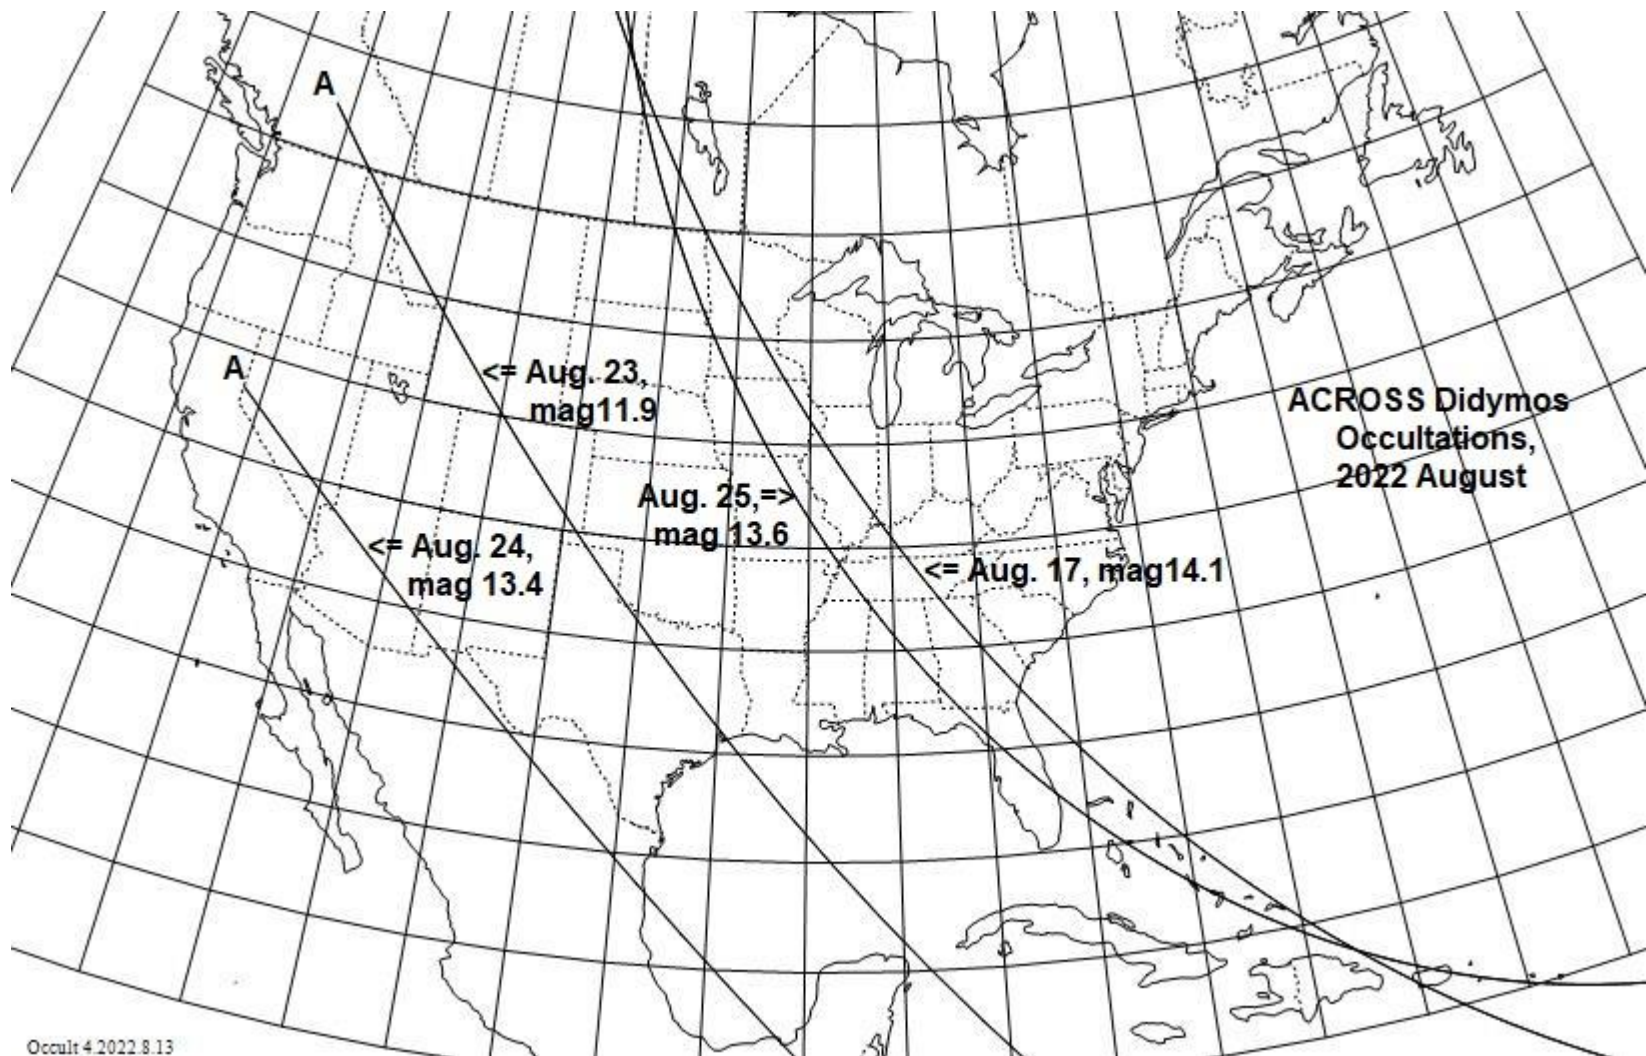 A
A
<= Aug. 23,
mag11.9
ACROSS Didymos
Occultations,
2022 August
Aug. 25,=>
mag 13.6
<= Aug. 24,
mag 13.4
<= Aug. 17, mag14.1
Occult 4.2022.8.13